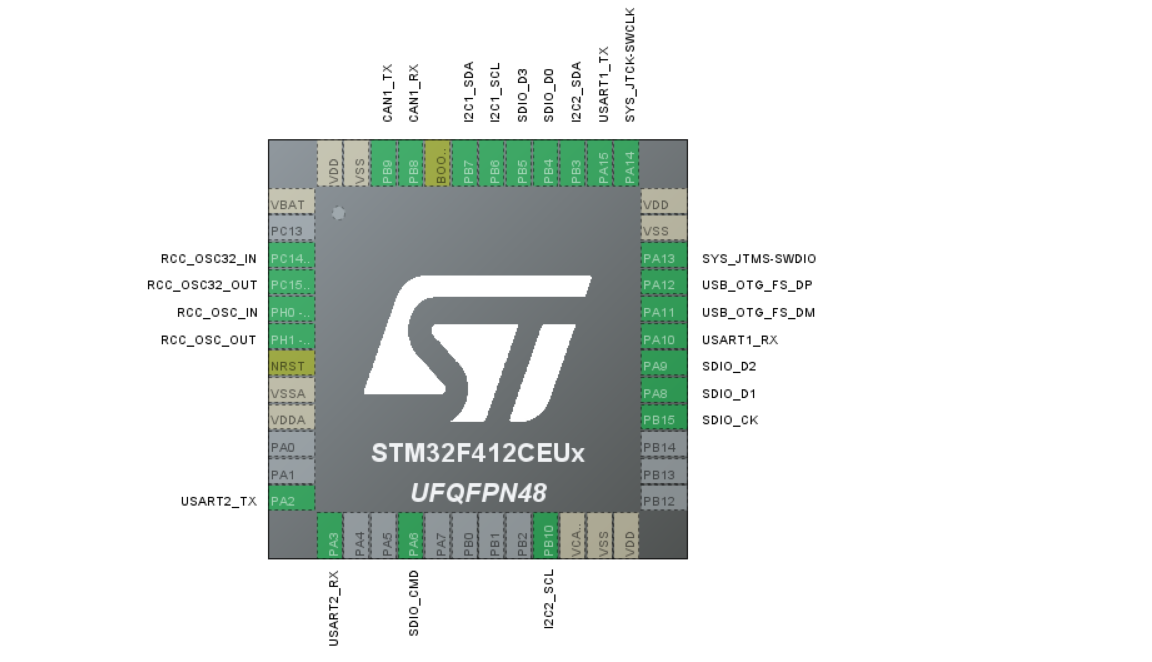 CAN1_TX
CAN1_RX
I2C1_SDA
I2C1_SCL
SDIO_D3
SDIO_D0
I2C2_SDA
USART1_TX
SYS_JTCK-SWCLK
VDD
VSS
PB9
PB8
BOO..
PB7
PB6
PB5
PB4
PB3
PA15
PA14
VBAT
PC13
RCC_OSC32_IN PC14..
RCC_OSC32_OUT PC15..
RCC_OSC_IN PH0 -..
RCC_OSC_OUT PH1 -..
NRST
VSSA
VDDA
PA0
PA1
USART2_TX PA2
VDD
VSS
PA13 SYS_JTMS-SWDIO
PA12 USB_OTG_FS_DP
PA11 USB_OTG_FS_DM
PA10 USART1_RX
PA9 SDIO_D2
PA8 SDIO_D1
PB15 SDIO_CK
PB14
PB13
PB12
ST
STM32F412CEUx
UFQFPN48
PA3
PA4
PA5
PA6
PA7
PB0
PB1
PB2
PB10
VCA..
VSS
VDD
USART2_RX
SDIO_CMD
I2C2_SCL